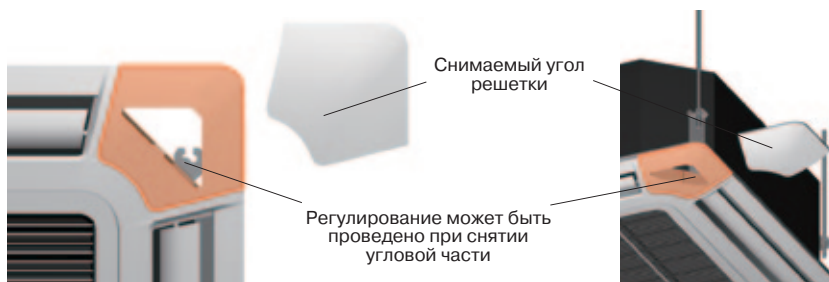 Снимаемый угол
решетки
Регулирование может быть
проведено при снятии
угловой части